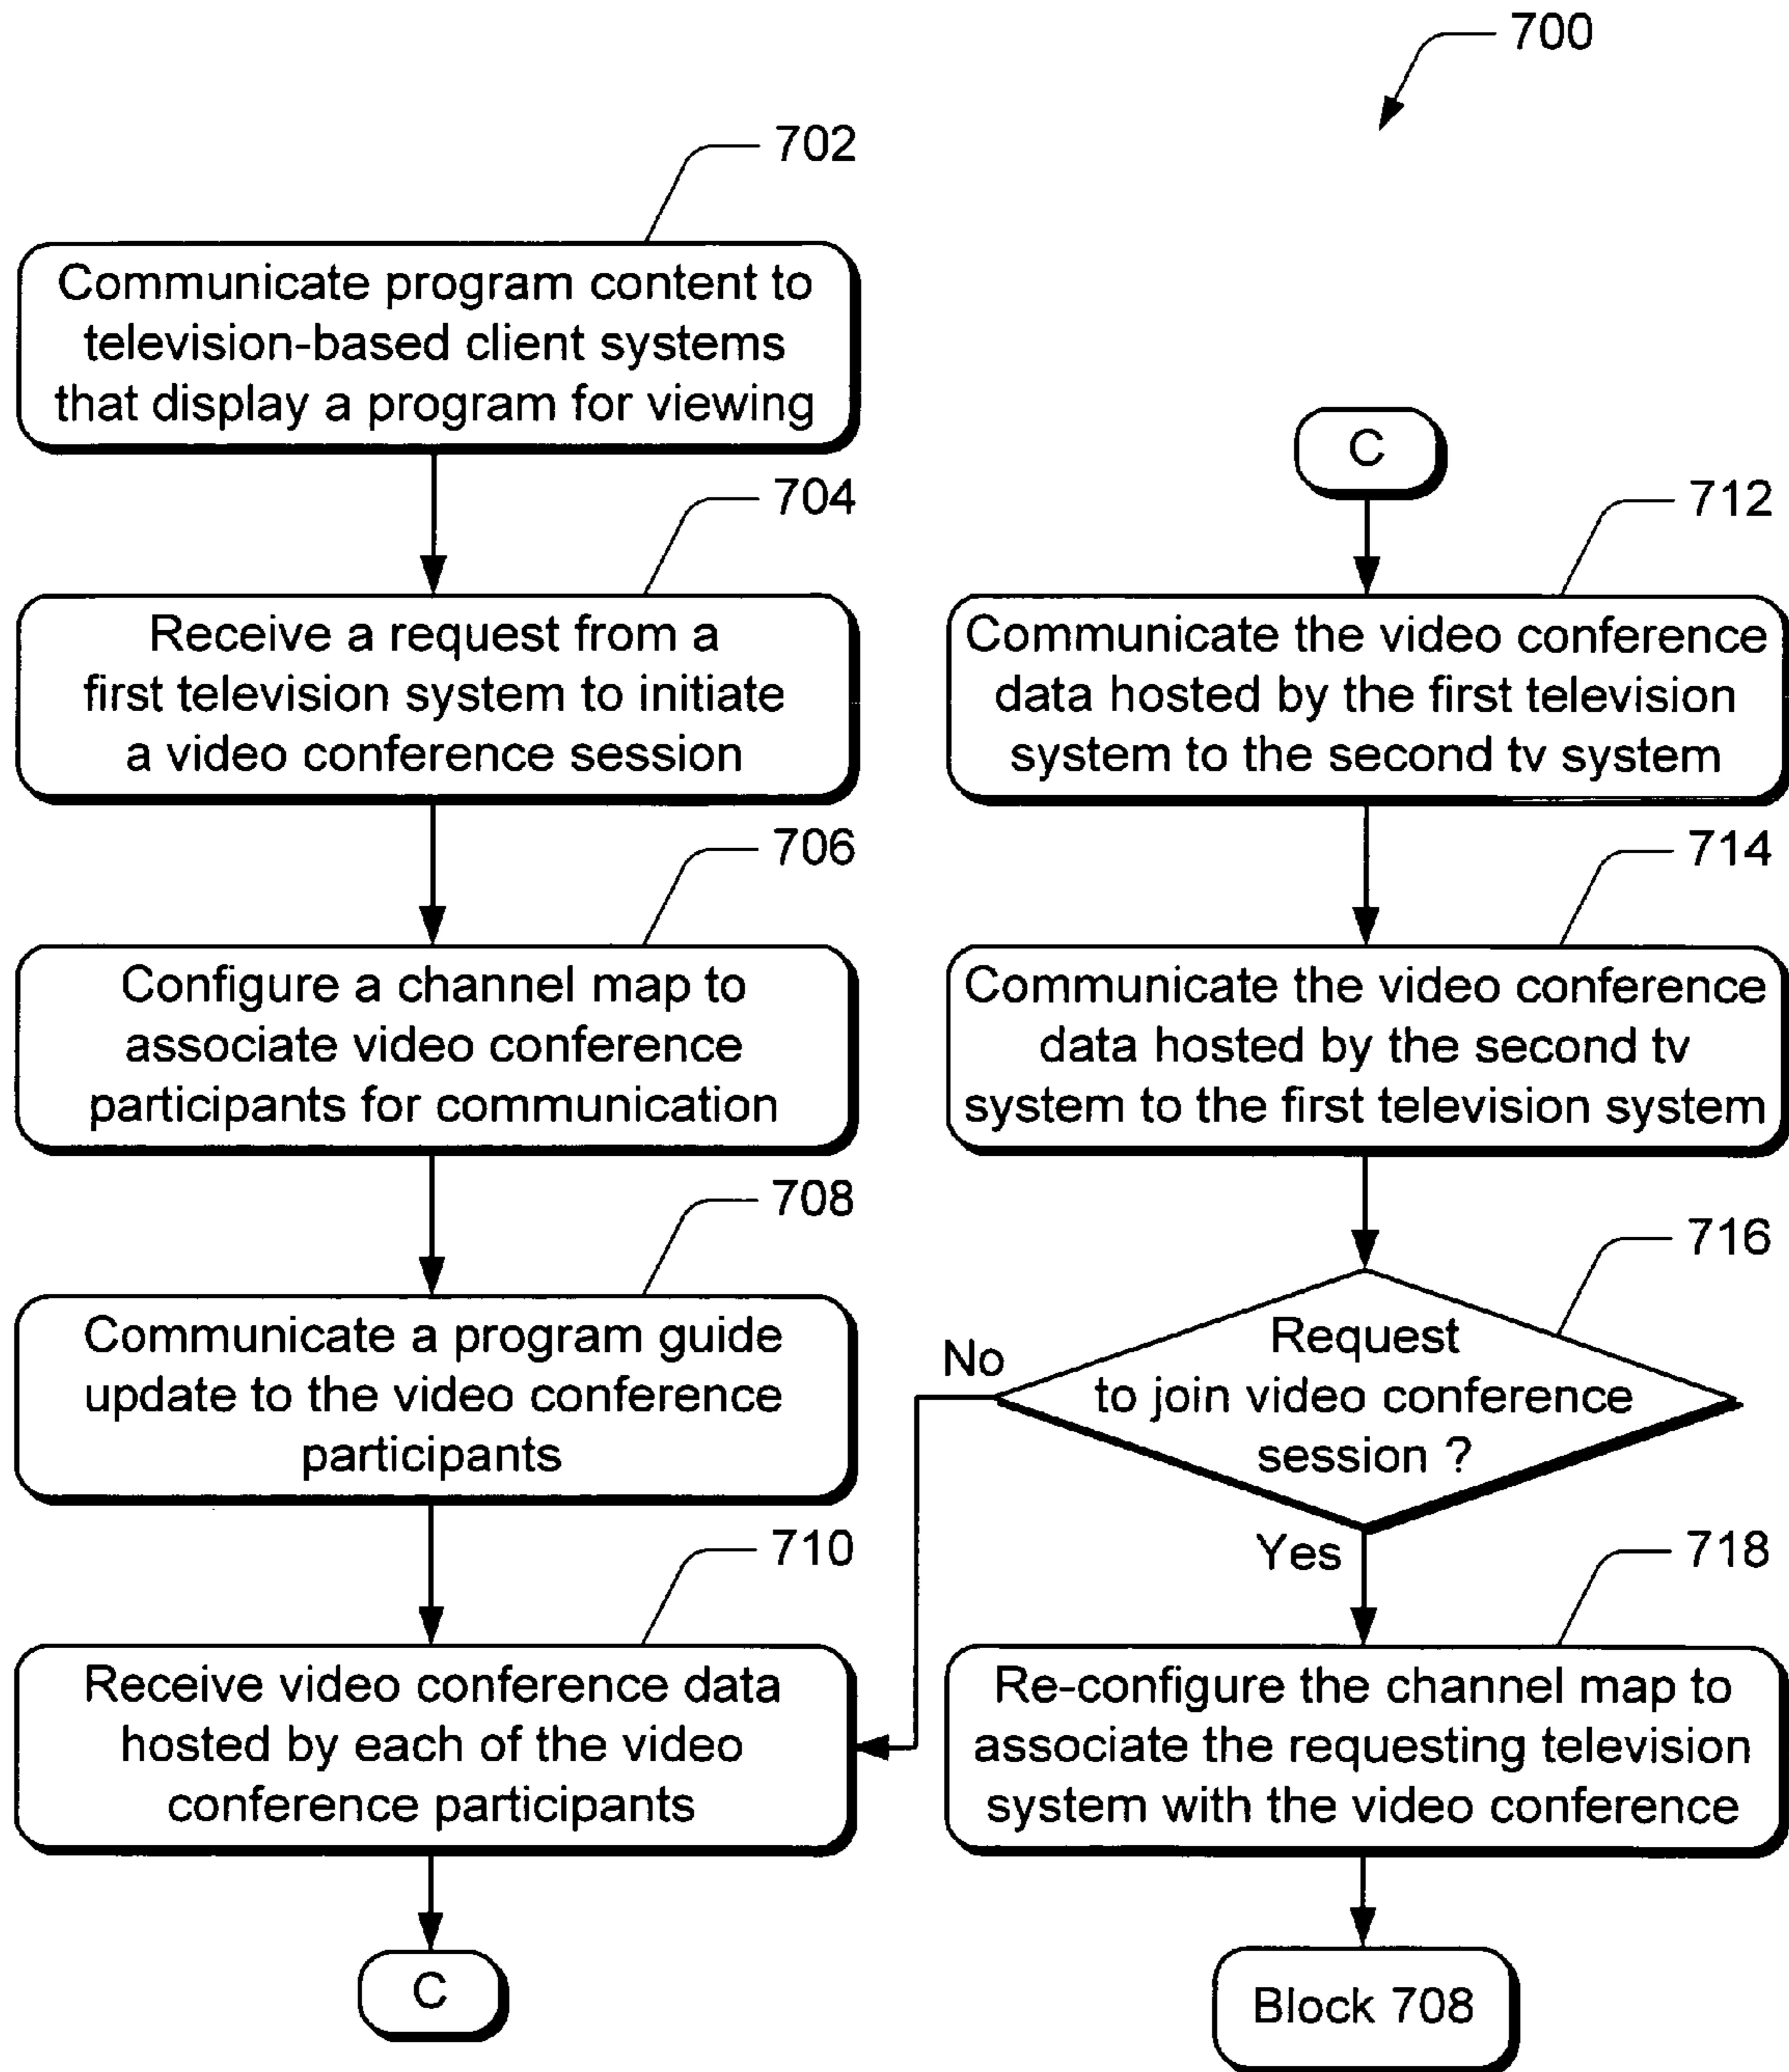 700
702
Communicate program content to
television-based client systems
that display a program for viewing
704
Receive a request from a
first television system to initiate
a video conference session
706
Configure a channel map to
associate video conference
participants for communication
708
Communicate a program guide
update to the video conference
participants
710
Receive video conference data
hosted by each of the video
conference participants
C
C
712
Communicate the video conference
data hosted by the first television
system to the second tv system
714
Communicate the video conference
data hosted by the second tv
system to the first television system
716
Request
to join video conference
session ?
No
Yes
718
Re-configure the channel map to
associate the requesting television
system with the video conference
Block 708